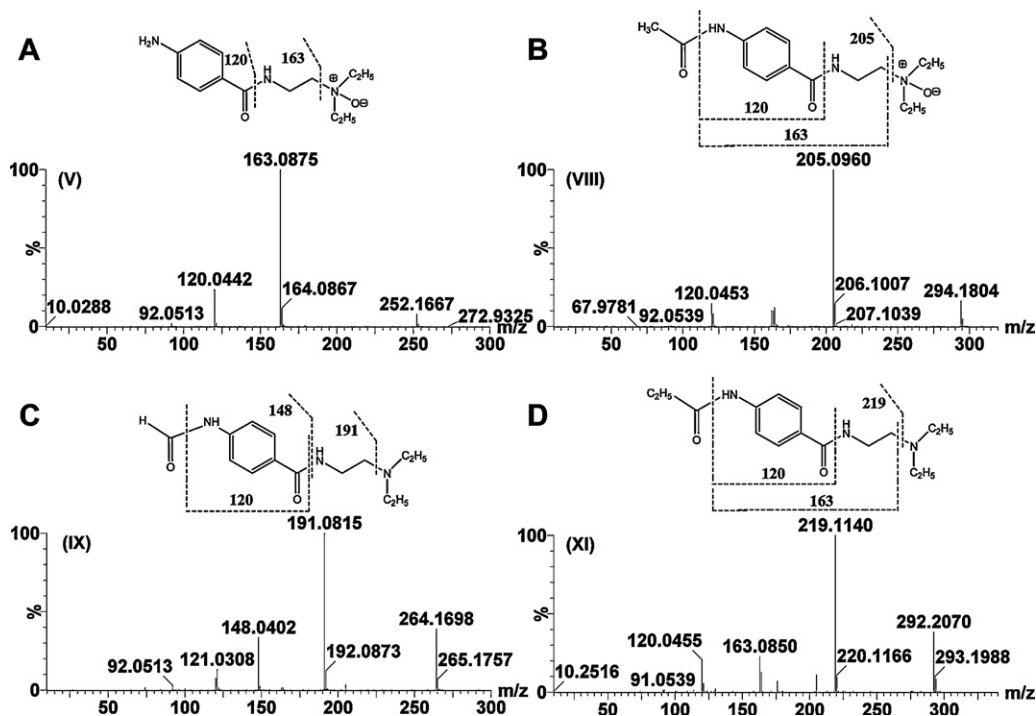 A
H₂N
120
163
H
N
O
C₂H₅
⊕
N
O⊖
C₂H₅
163.0875
100
(V)
%
164.0867
120.0442
10.0288
92.0513
252.1667
272.9325
0
m/z
50 100 150 200 250 300
B
H₃C
HN
O
205
H
N
O
C₂H₅
⊕
N
O⊖
C₂H₅
120
163
205.0960
100
(VIII)
%
206.1007
67.9781
120.0453
92.0539
207.1039
294.1804
0
m/z
50 100 150 200 250 300
C
H
NH
O
148
191
H
N
O
C₂H₅
N
C₂H₅
120
191.0815
100
(IX)
%
148.0402
264.1698
92.0513
121.0308
192.0873
265.1757
0
m/z
50 100 150 200 250 300
D
C₂H₅
HN
O
219
H
N
O
C₂H₅
N
C₂H₅
120
163
219.1140
100
(XI)
%
292.2070
120.0455
163.0850
10.2516
91.0539
220.1166
293.1988
0
m/z
50 100 150 200 250 300